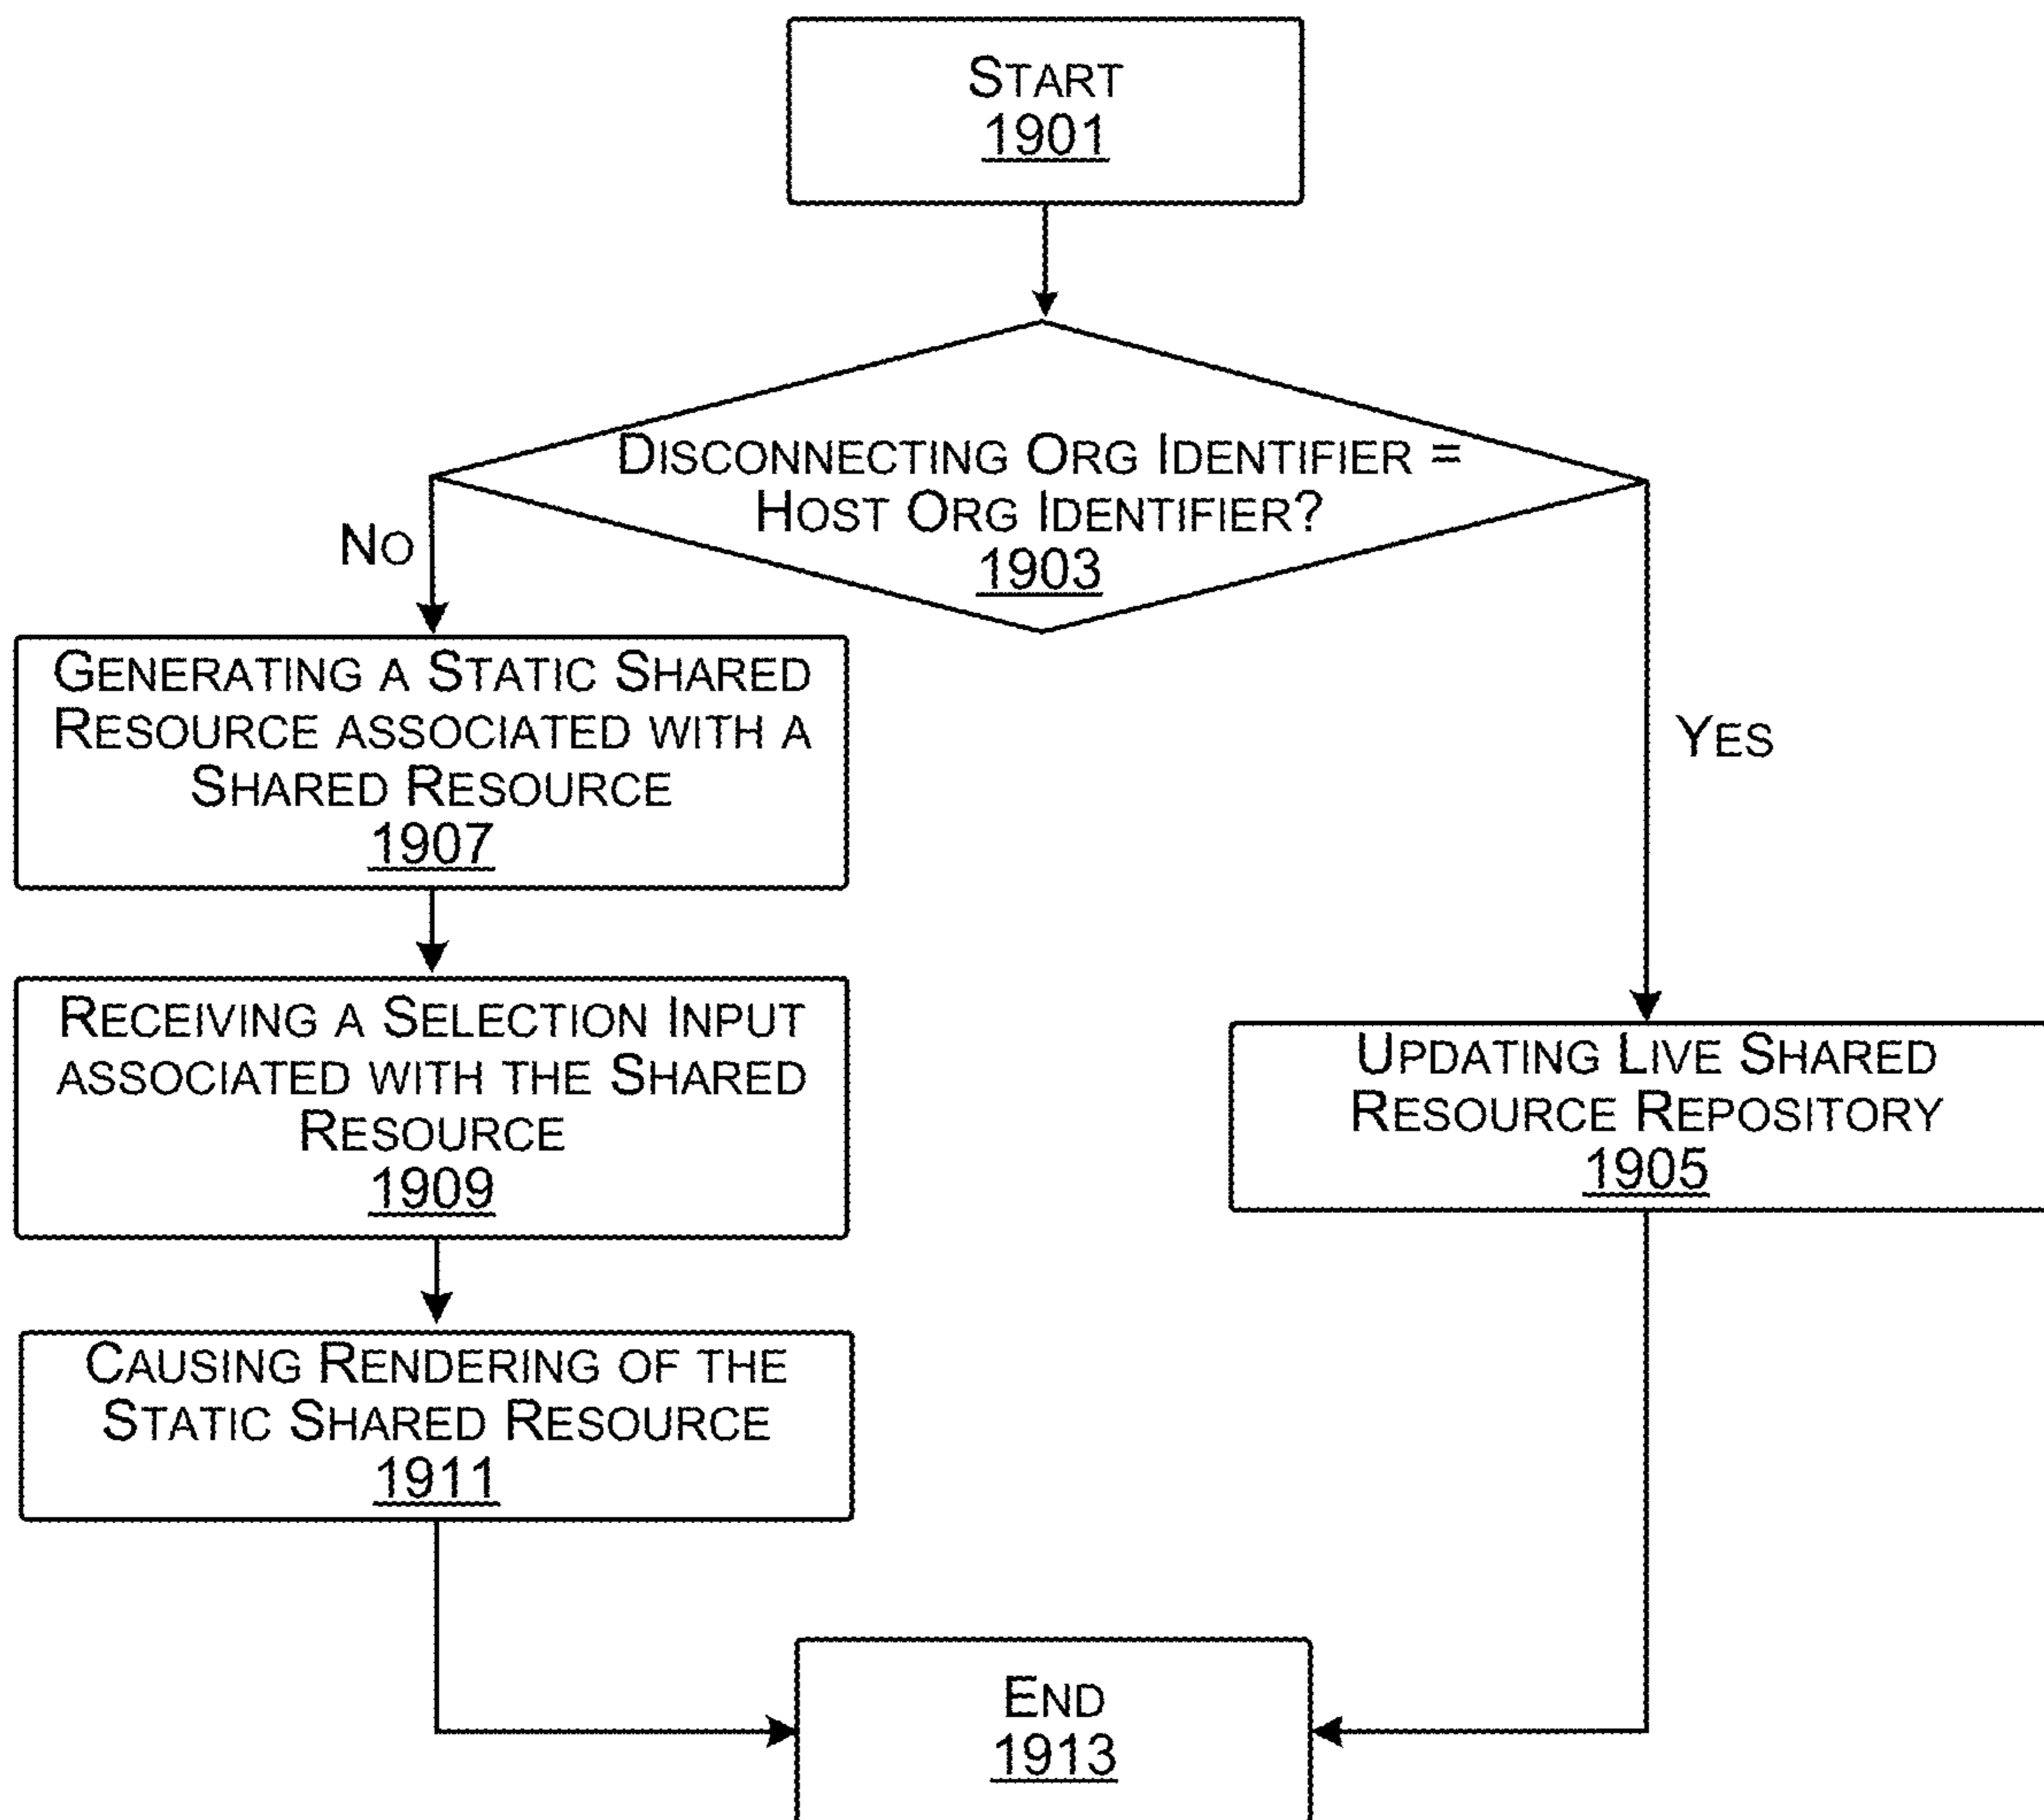 START
1901
DISCONNECTING ORG IDENTIFIER =
HOST ORG IDENTIFIER?
1903
NO
YES
GENERATING A STATIC SHARED
RESOURCE ASSOCIATED WITH A
SHARED RESOURCE
1907
RECEIVING A SELECTION INPUT
ASSOCIATED WITH THE SHARED
RESOURCE
1909
UPDATING LIVE SHARED
RESOURCE REPOSITORY
1905
CAUSING RENDERING OF THE
STATIC SHARED RESOURCE
1911
END
1913